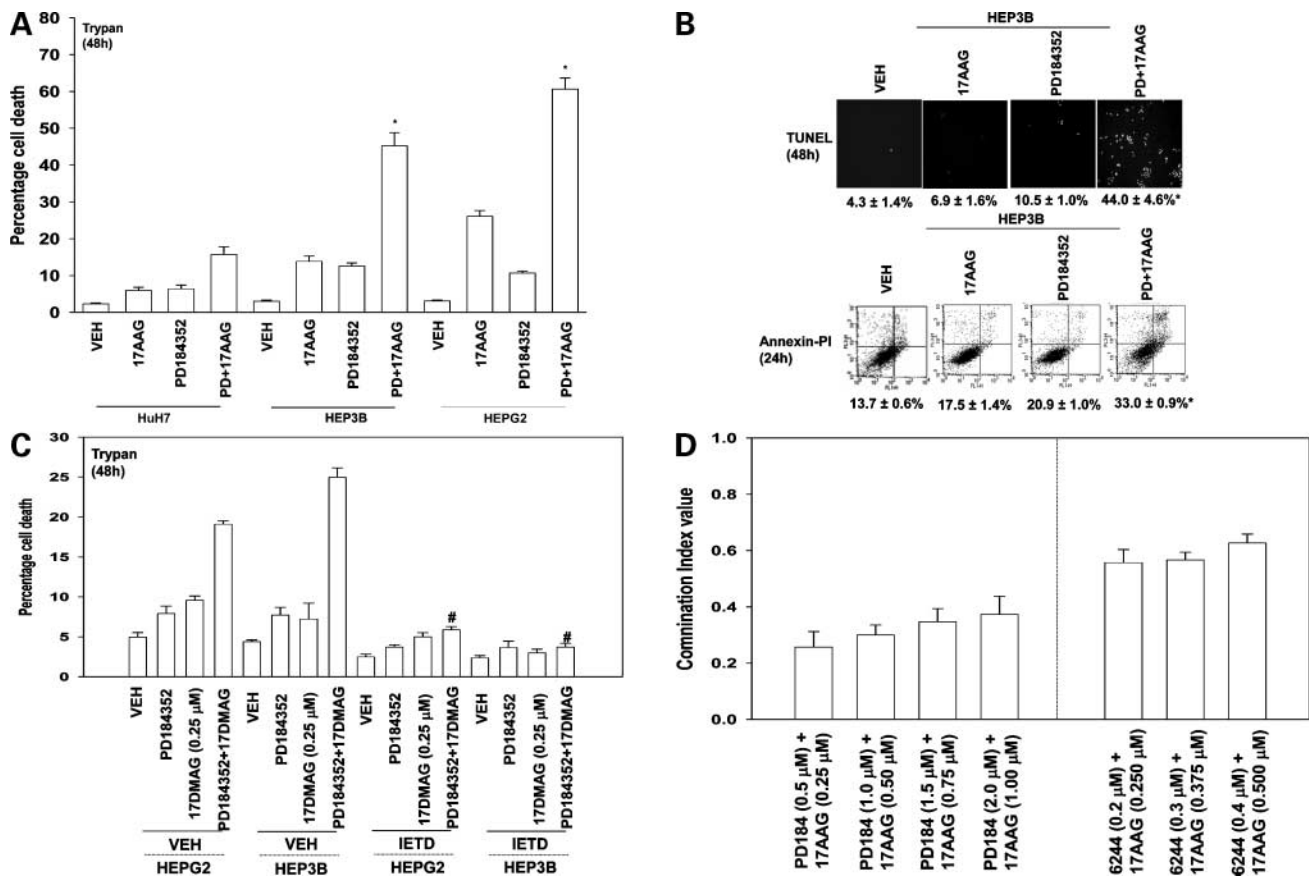 A
Trypan
(48h)
Percentage cell death
80
70
60
50
40
30
20
10
0
*
*
VEH
17AAG
PD184352
PD+17AAG
VEH
17AAG
PD184352
PD+17AAG
VEH
17AAG
PD184352
PD+17AAG
HuH7
HEP3B
HEPG2
B
HEP3B
VEH
17AAG
PD184352
PD+17AAG
TUNEL
(48h)
4.3 ± 1.4%
6.9 ± 1.6%
10.5 ± 1.0%
44.0 ± 4.6%*
HEP3B
VEH
17AAG
PD184352
PD+17AAG
Annexin-PI
(24h)
13.7 ± 0.6%
17.5 ± 1.4%
20.9 ± 1.0%
33.0 ± 0.9%*
C
Trypan
(48h)
Percentage cell death
30
25
20
15
10
5
0
#
#
VEH
PD184352
17DMAG (0.25 μM)
PD184352+17DMAG
VEH
PD184352
17DMAG (0.25 μM)
PD184352+17DMAG
VEH
PD184352
17DMAG (0.25 μM)
PD184352+17DMAG
VEH
PD184352
17DMAG (0.25 μM)
PD184352+17DMAG
VEH
VEH
IETD
IETD
HEPG2
HEP3B
HEPG2
HEP3B
D
Comnination Index value
1.0
0.8
0.6
0.4
0.2
0.0
PD184 (0.5 μM) +
17AAG (0.25 μM)
PD184 (1.0 μM) +
17AAG (0.50 μM)
PD184 (1.5 μM) +
17AAG (0.75 μM)
PD184 (2.0 μM) +
17AAG (1.00 μM)
6244 (0.2 μM) +
17AAG (0.250 μM)
6244 (0.3 μM) +
17AAG (0.375 μM)
6244 (0.4 μM) +
17AAG (0.500 μM)